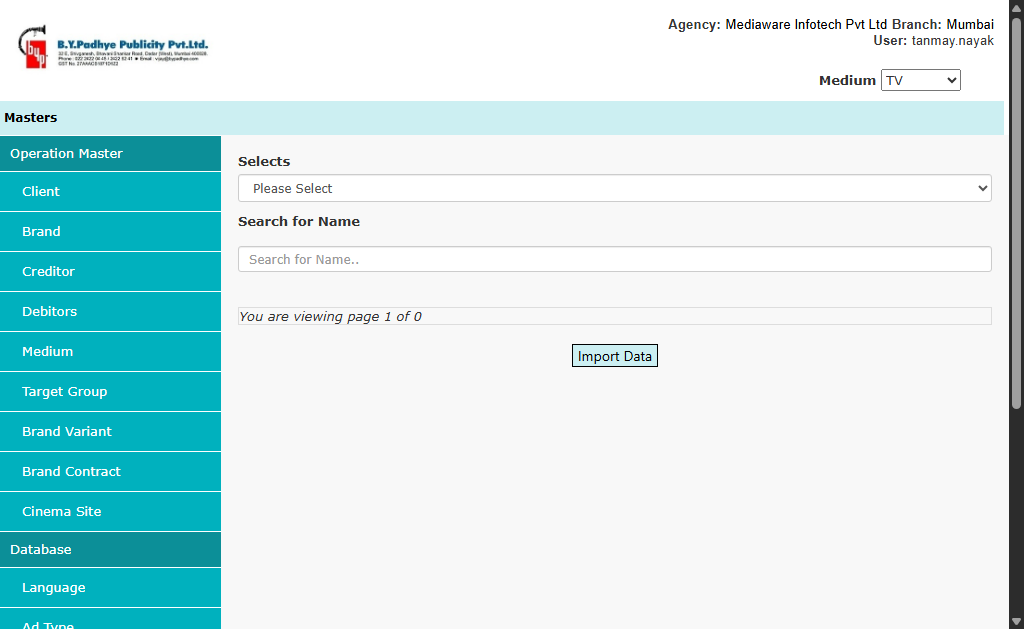 B.Y.Padhye Publicity Pvt.Ltd.
Agency: Mediaware Infotech Pvt Ltd Branch: Mumbai
User: tanmay.nayak
Medium TV
Masters
Operation Master
Client
Brand
Creditor
Debitors
Medium
Target Group
Brand Variant
Brand Contract
Cinema Site
Database
Language
Ad Type
Selects
Please Select
Search for Name
Search for Name..
You are viewing page 1 of 0
Import Data